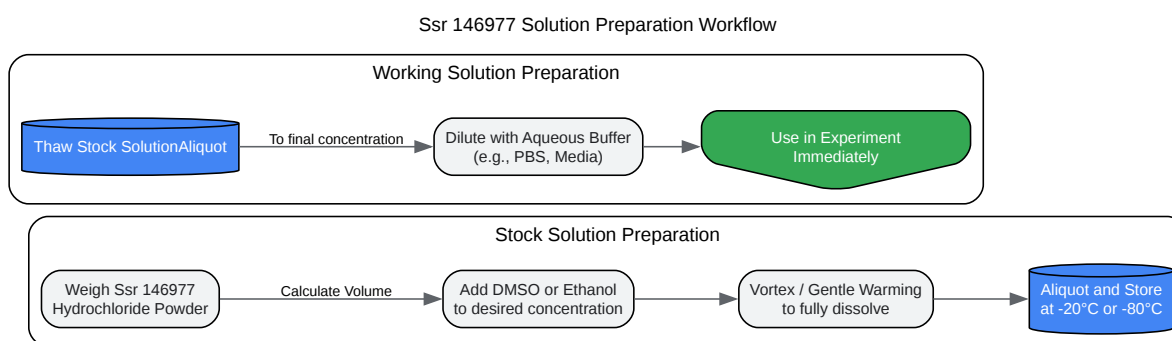 Ssr 146977 Solution Preparation Workflow
Working Solution Preparation
Thaw Stock SolutionAliquot
To final concentration
Dilute with Aqueous Buffer
(e.g., PBS, Media)
Use in Experiment
Immediately
Stock Solution Preparation
Weigh Ssr 146977
Hydrochloride Powder
Calculate Volume
Add DMSO or Ethanol
to desired concentration
Vortex / Gentle Warming
to fully dissolve
Aliquot and Store
at -20°C or -80°C